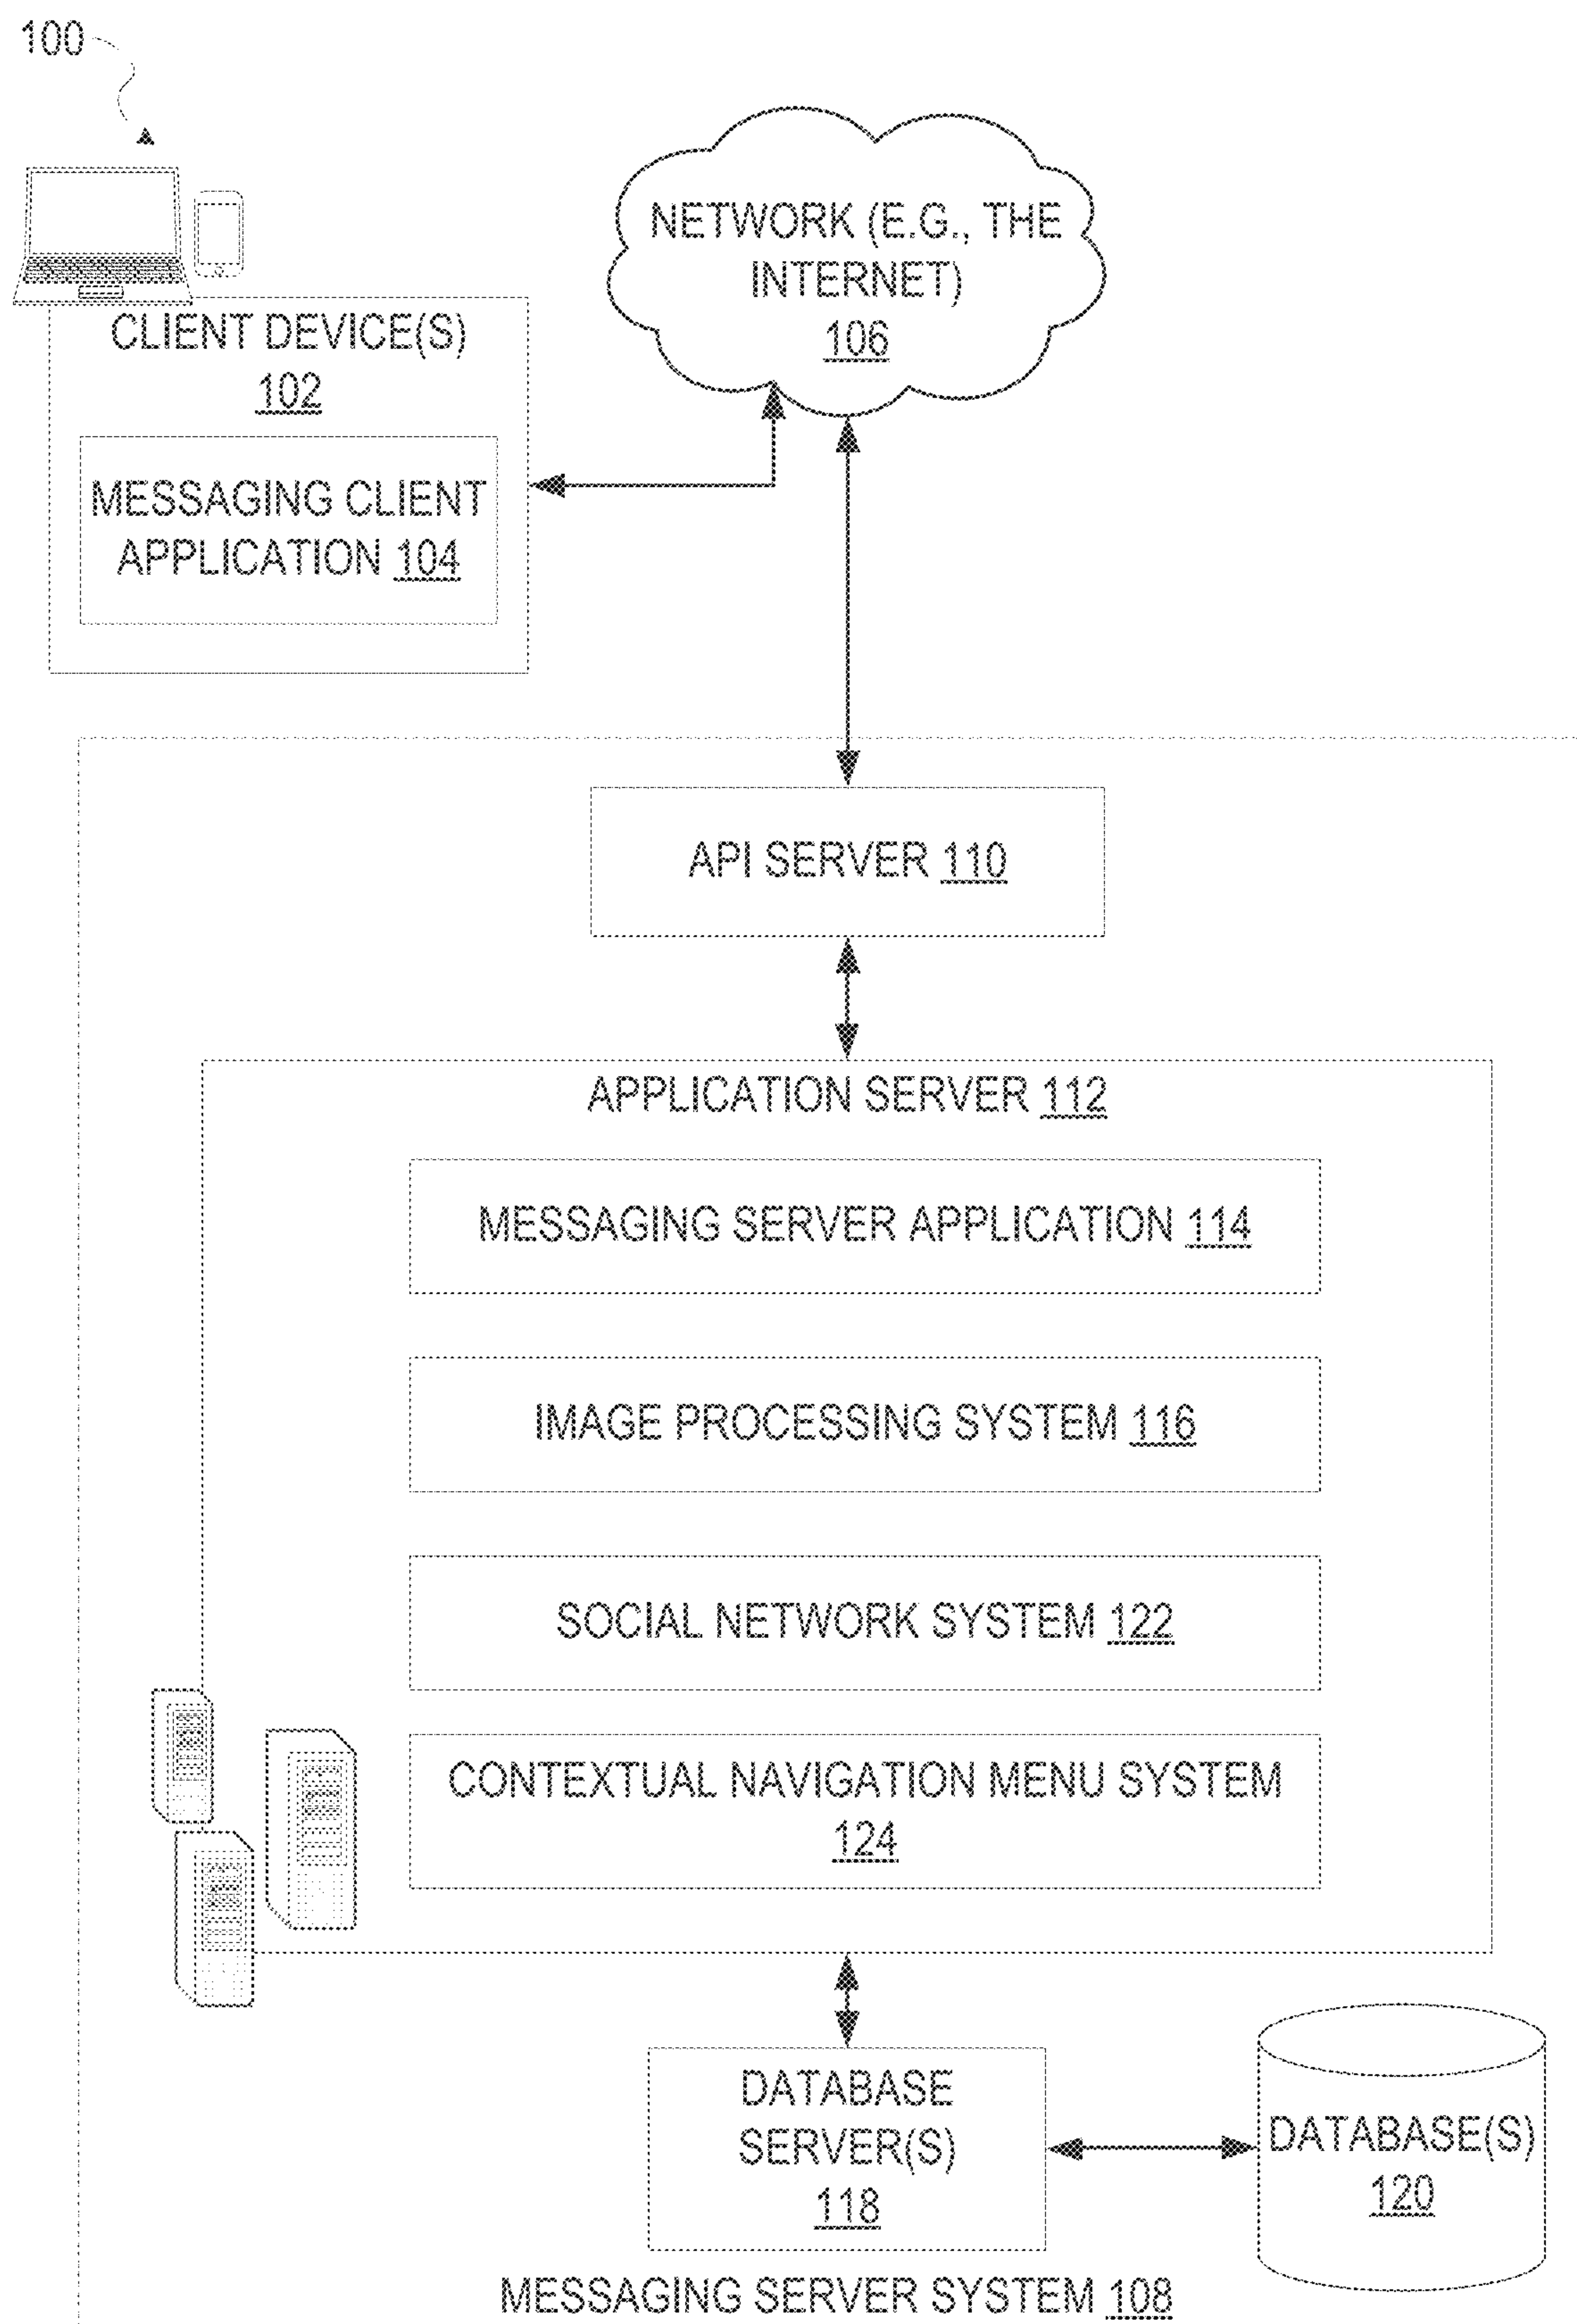 100
NETWORK (E.G., THE
INTERNET)
106
CLIENT DEVICE(S)
102
MESSAGING CLIENT
APPLICATION 104
API SERVER 110
APPLICATION SERVER 112
MESSAGING SERVER APPLICATION 114
IMAGE PROCESSING SYSTEM 116
SOCIAL NETWORK SYSTEM 122
CONTEXTUAL NAVIGATION MENU SYSTEM
124
DATABASE
SERVER(S)
118
DATABASE(S)
120
MESSAGING SERVER SYSTEM 108